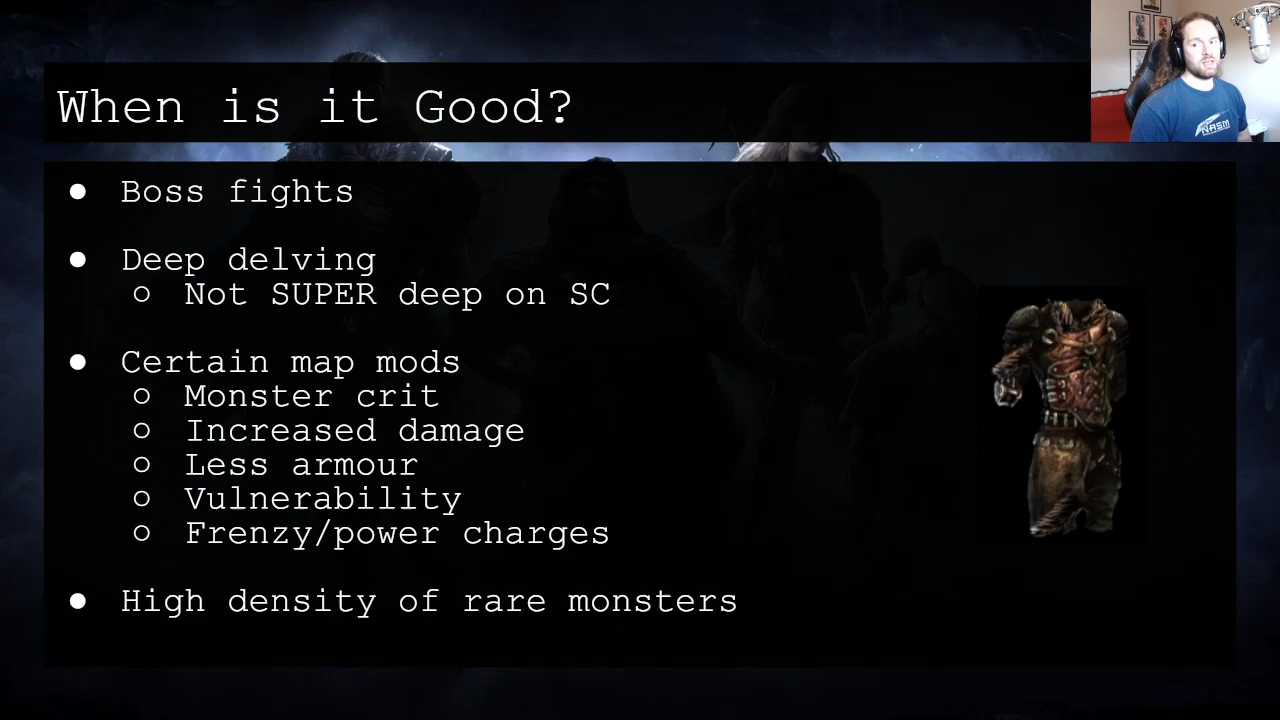 When is it Good?
● Boss fights
● Deep delving
○ Not SUPER deep on SC
● Certain map mods
○ Monster crit
○ Increased damage
○ Less armour
○ Vulnerability
○ Frenzy/power charges
● High density of rare monsters
NASM